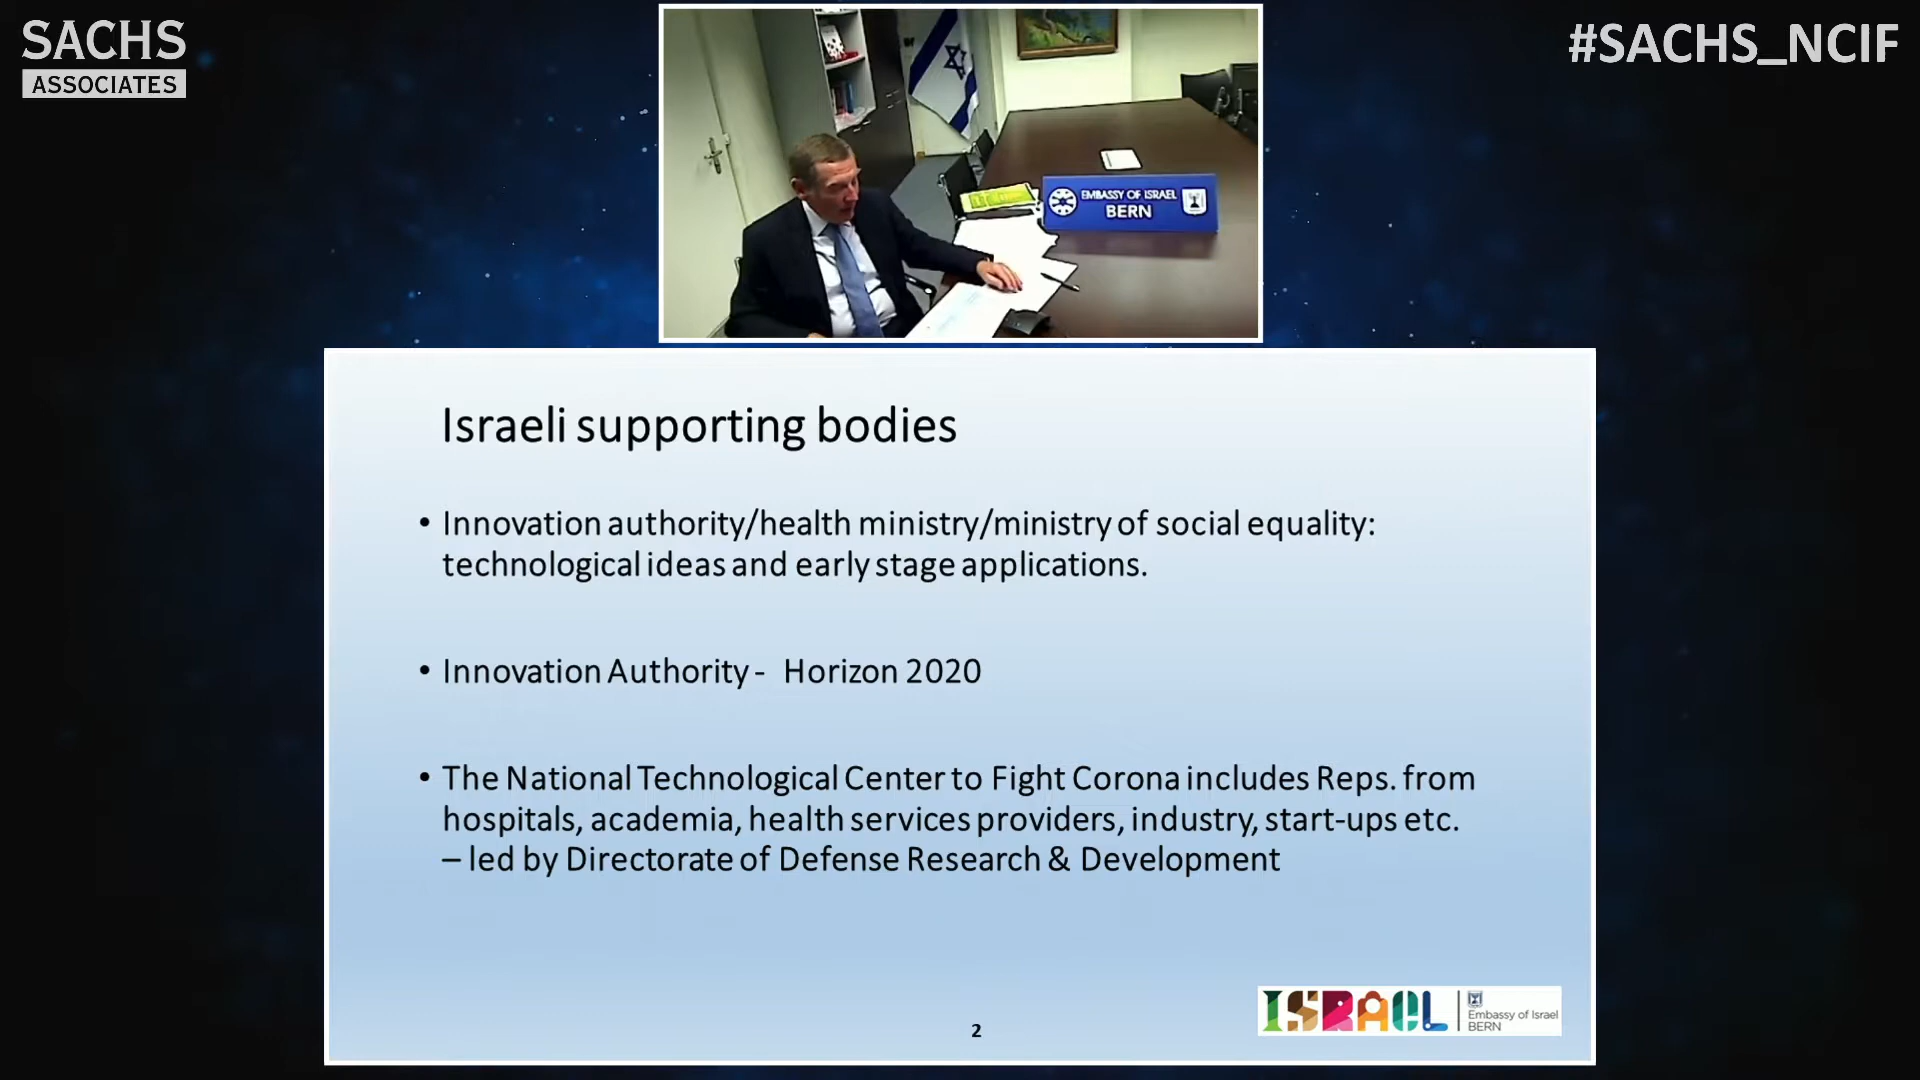 SACHS
ASSOCIATES
#SACHS_NCIF
EMBASSY OF ISRAEL
BERN
Israeli supporting bodies
• Innovation authority/health ministry/ministry of social equality:
technological ideas and early stage applications.
• Innovation Authority - Horizon 2020
• The National Technological Center to Fight Corona includes Reps. from
hospitals, academia, health services providers, industry, start-ups etc.
– led by Directorate of Defense Research & Development
2
ISRAEL
Embassy of Israel
BERN